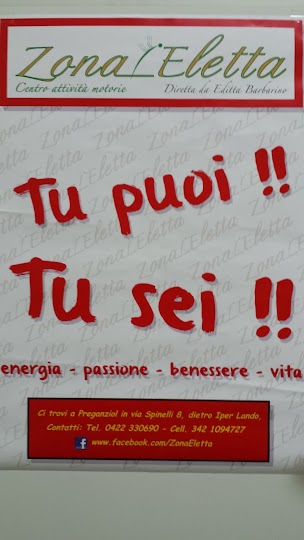 Zona L'Eletta
Centro attività motorie Diretta da Editta Barbarino
Tu puoi !!
Tu sei !!
energia - passione - benessere - vita
Ci trovi a Preganziol in via Spinelli 8, dietro Iper Lando,
Contatti: Tel. 0422 330690 - Cell. 342 1094727
www.facebook.com/ZonaEletta